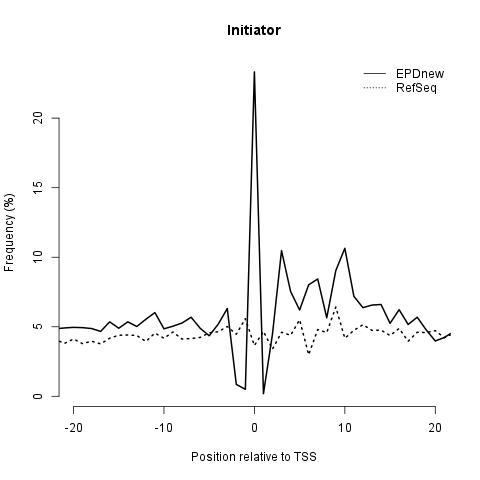 Initiator
EPDnew
RefSeq
Frequency (%)
20
15
10
5
0
-20 -10 0 10 20
Position relative to TSS